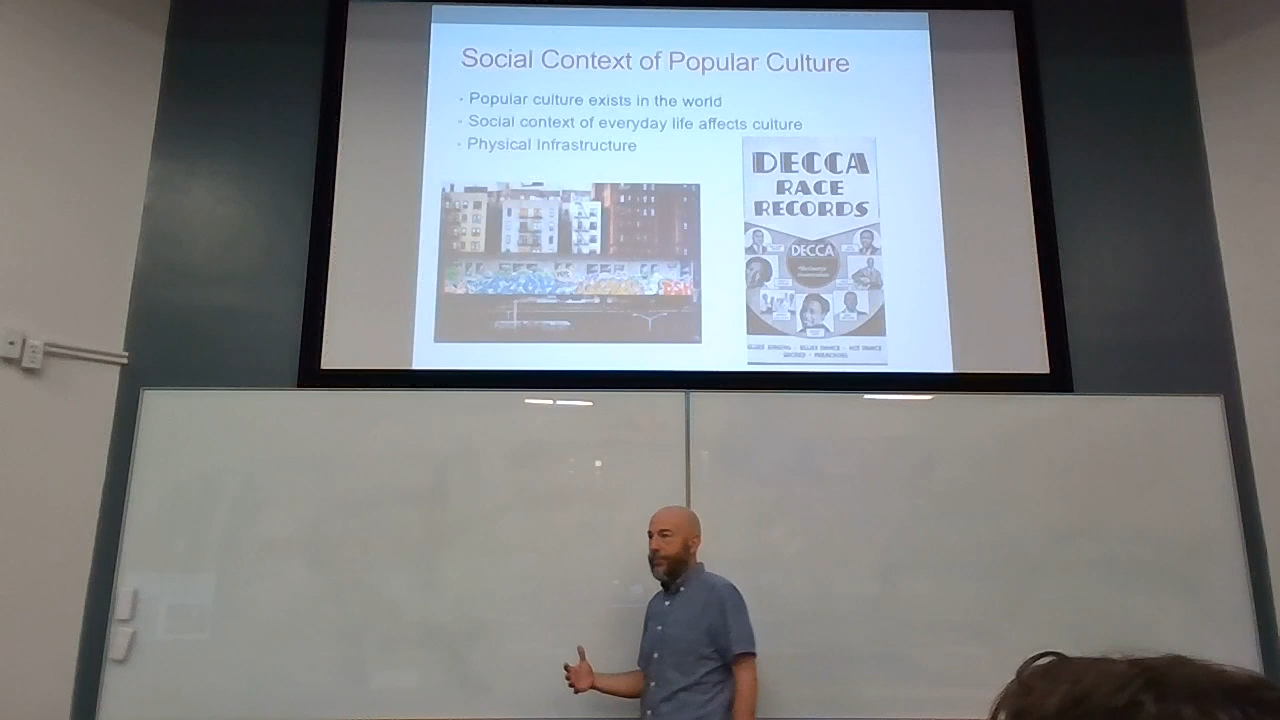 Social Context of Popular Culture
· Popular culture exists in the world
· Social context of everyday life affects culture
· Physical Infrastructure
DECCA
RACE
RECORDS
DECCA